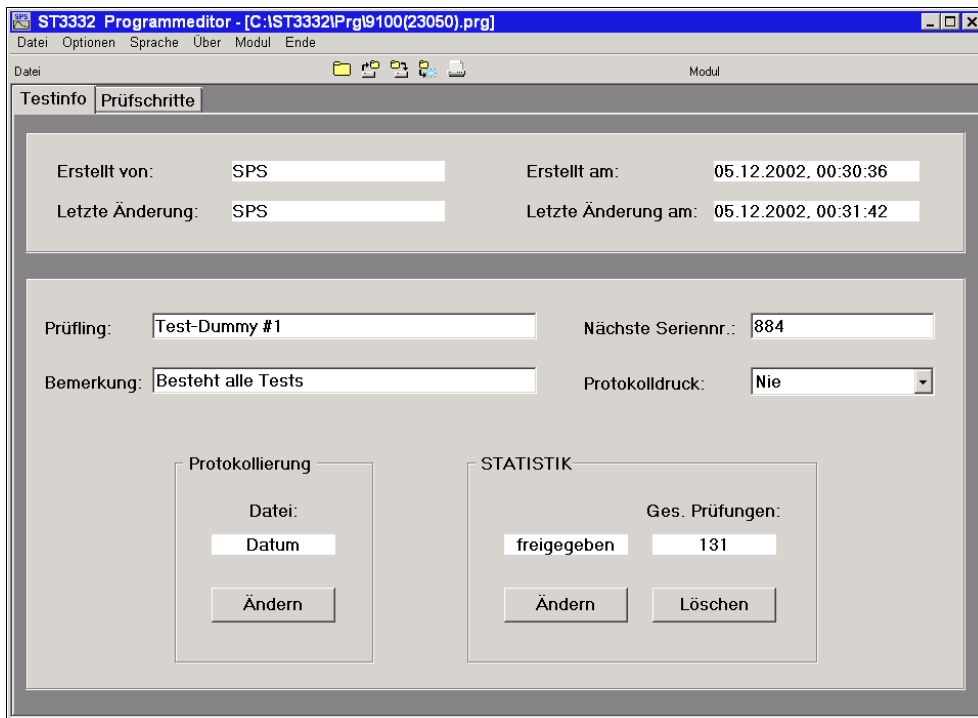 SPS ST3332 Programmeditor - [C:\ST3332\Prg\9100(23050).prg]
Datei Optionen Sprache Über Modul Ende
Datei Modul
Testinfo Prüfschritte
Erstellt von: SPS Erstellt am: 05.12.2002, 00:30:36
Letzte Änderung: SPS Letzte Änderung am: 05.12.2002, 00:31:42
Prüfling: Test-Dummy #1 Nächste Seriennr.: 884
Bemerkung: Besteht alle Tests Protokolldruck: Nie
Protokollierung STATISTIK
Datei: Ges. Prüfungen:
Datum freigegeben 131
Ändern Ändern Löschen